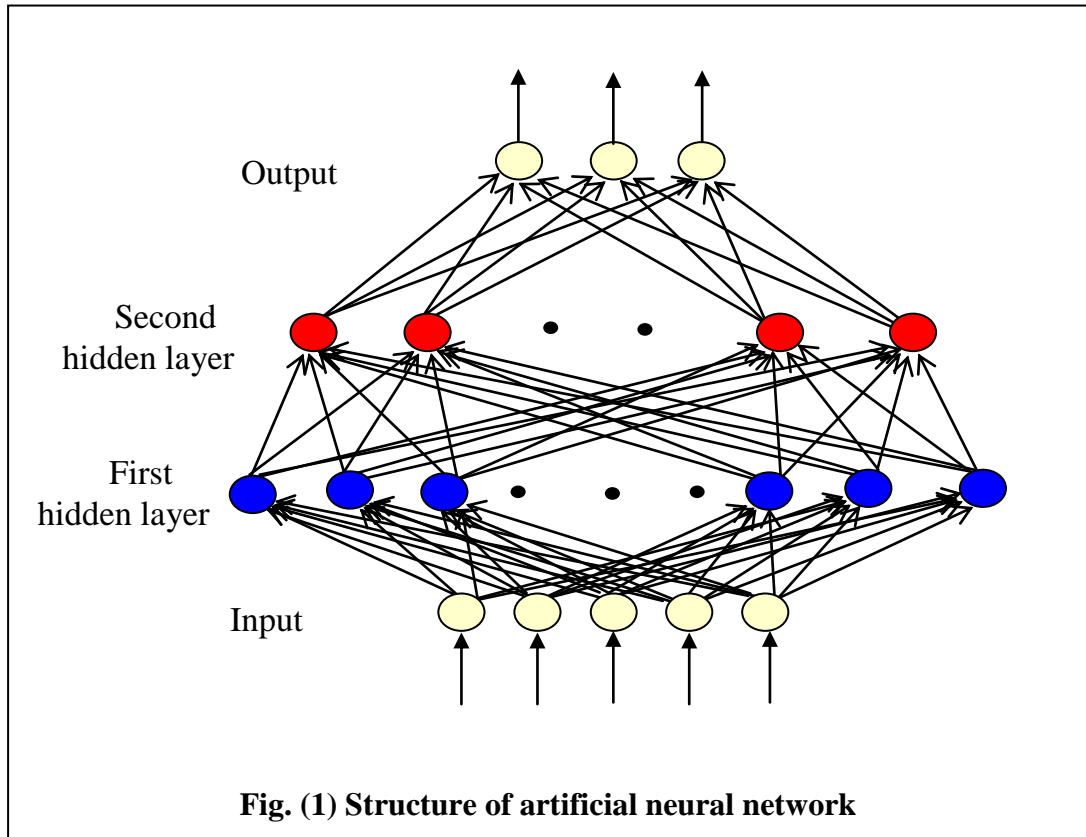 Output
Second
hidden layer
First
hidden layer
Input
Fig. (1) Structure of artificial neural network